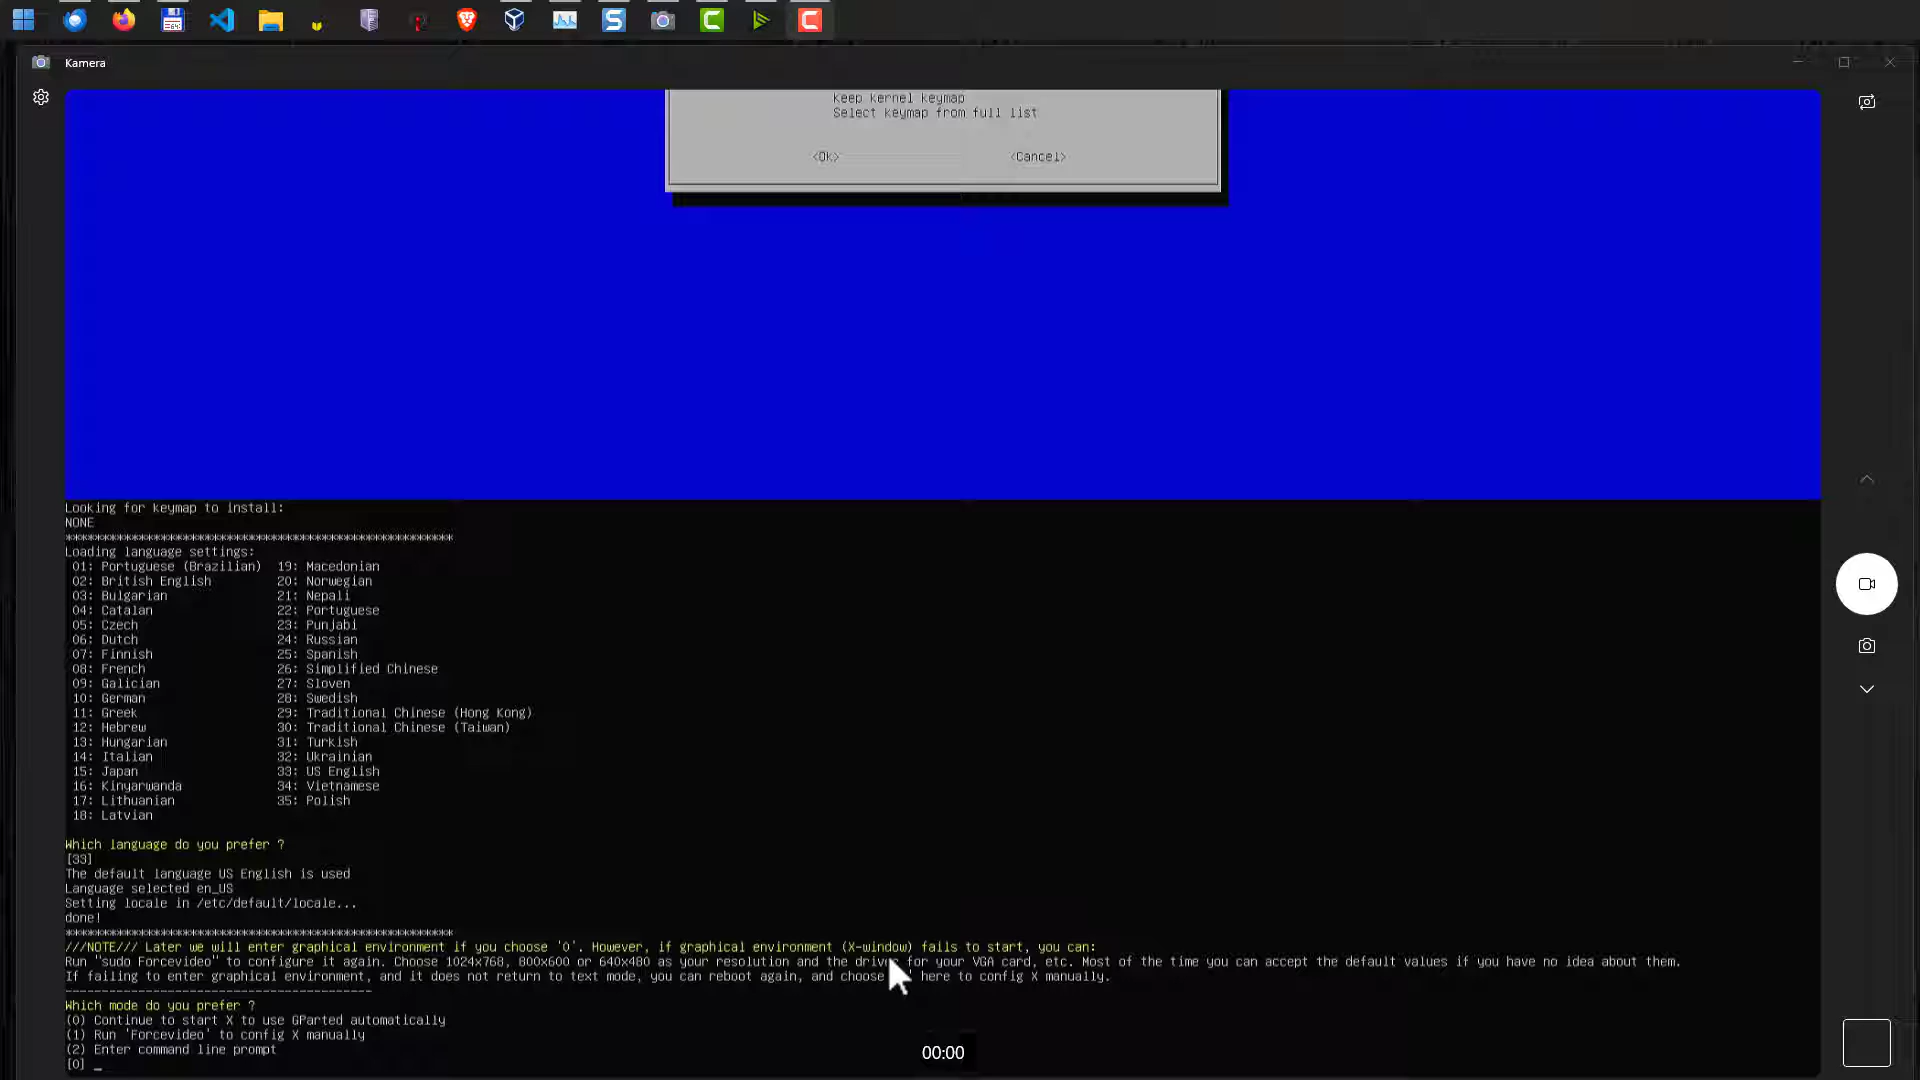 Kamera
Keep kernel keymap
Select keymap from full list
<Ok> <Cancel>
Looking for keymap to install:
NONE
*****************************************************
Loading language settings:
01: Portuguese (Brazilian) 19: Macedonian
02: British English 20: Norwegian
03: Bulgarian 21: Nepali
04: Catalan 22: Portuguese
05: Czech 23: Punjabi
06: Dutch 24: Russian
07: Finnish 25: Spanish
08: French 26: Simplified Chinese
09: Galician 27: Sloven
10: German 28: Swedish
11: Greek 29: Traditional Chinese (Hong Kong)
12: Hebrew 30: Traditional Chinese (Taiwan)
13: Hungarian 31: Turkish
14: Italian 32: Ukrainian
15: Japan 33: US English
16: Kinyarwanda 34: Vietnamese
17: Lithuanian 35: Polish
18: Latvian
Which language do you prefer ?
[33]
The default language US English is used
Language selected en_US
Setting locale in /etc/default/locale...
done!
*****************************************************
///NOTE/// Later we will enter graphical environment if you choose '0'. However, if graphical environment (X-window) fails to start, you can:
Run "sudo Forcevideo" to configure it again. Choose 1024x768, 800x600 or 640x480 as your resolution and the driver for your VGA card, etc. Most of the time you can accept the default values if you have no idea about them.
If failing to enter graphical environment, and it does not return to text mode, you can reboot again, and choose here to config X manually.
------------------------------------------
Which mode do you prefer ?
(0) Continue to start X to use GParted automatically
(1) Run 'Forcevideo' to config X manually
(2) Enter command line prompt
[0] _
00:00